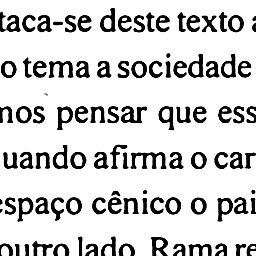 taca-se deste texto a
o tema a sociedade
mos pensar que ess
uando afirma o car
espaço cênico o pai
outro lado, Rama re